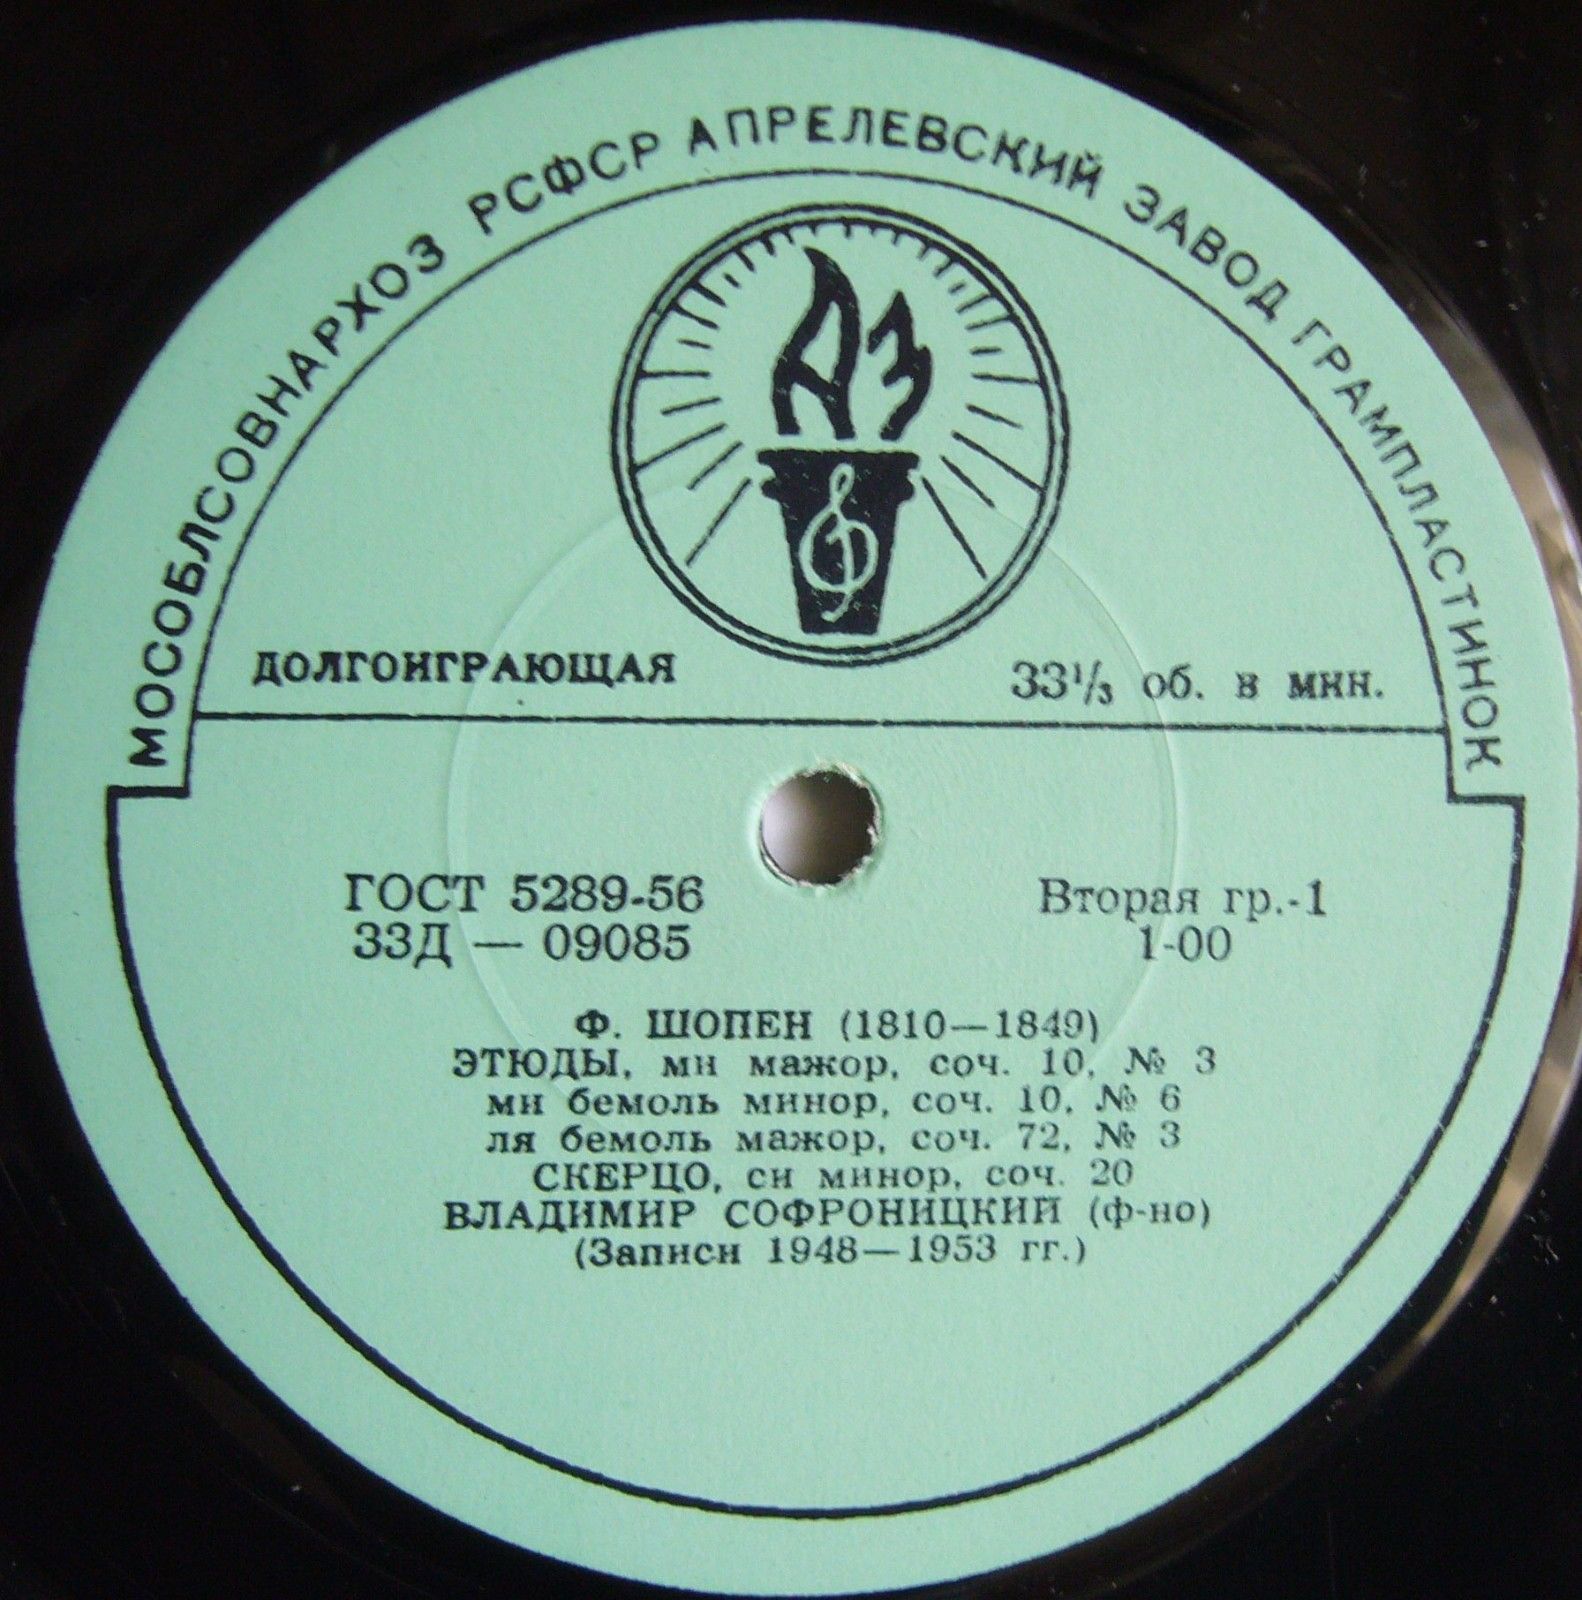 МОСОБЛСОВНАРХОЗ РСФСР АПРЕЛЕВСКИЙ ЗАВОД ГРАМПЛАСТИНОК
АЗ
ДОЛГОИГРАЮЩАЯ
33⅓ об. в мин.
ГОСТ 5289-56
33Д — 09085
Вторая гр.-1
1-00
Ф. ШОПЕН (1810—1849)
ЭТЮДЫ, ми мажор, соч. 10, № 3
ми бемоль минор, соч. 10, № 6
ля бемоль мажор, соч. 72, № 3
СКЕРЦО, си минор, соч. 20
ВЛАДИМИР СОФРОНИЦКИЙ (ф-но)
(Записи 1948—1953 гг.)